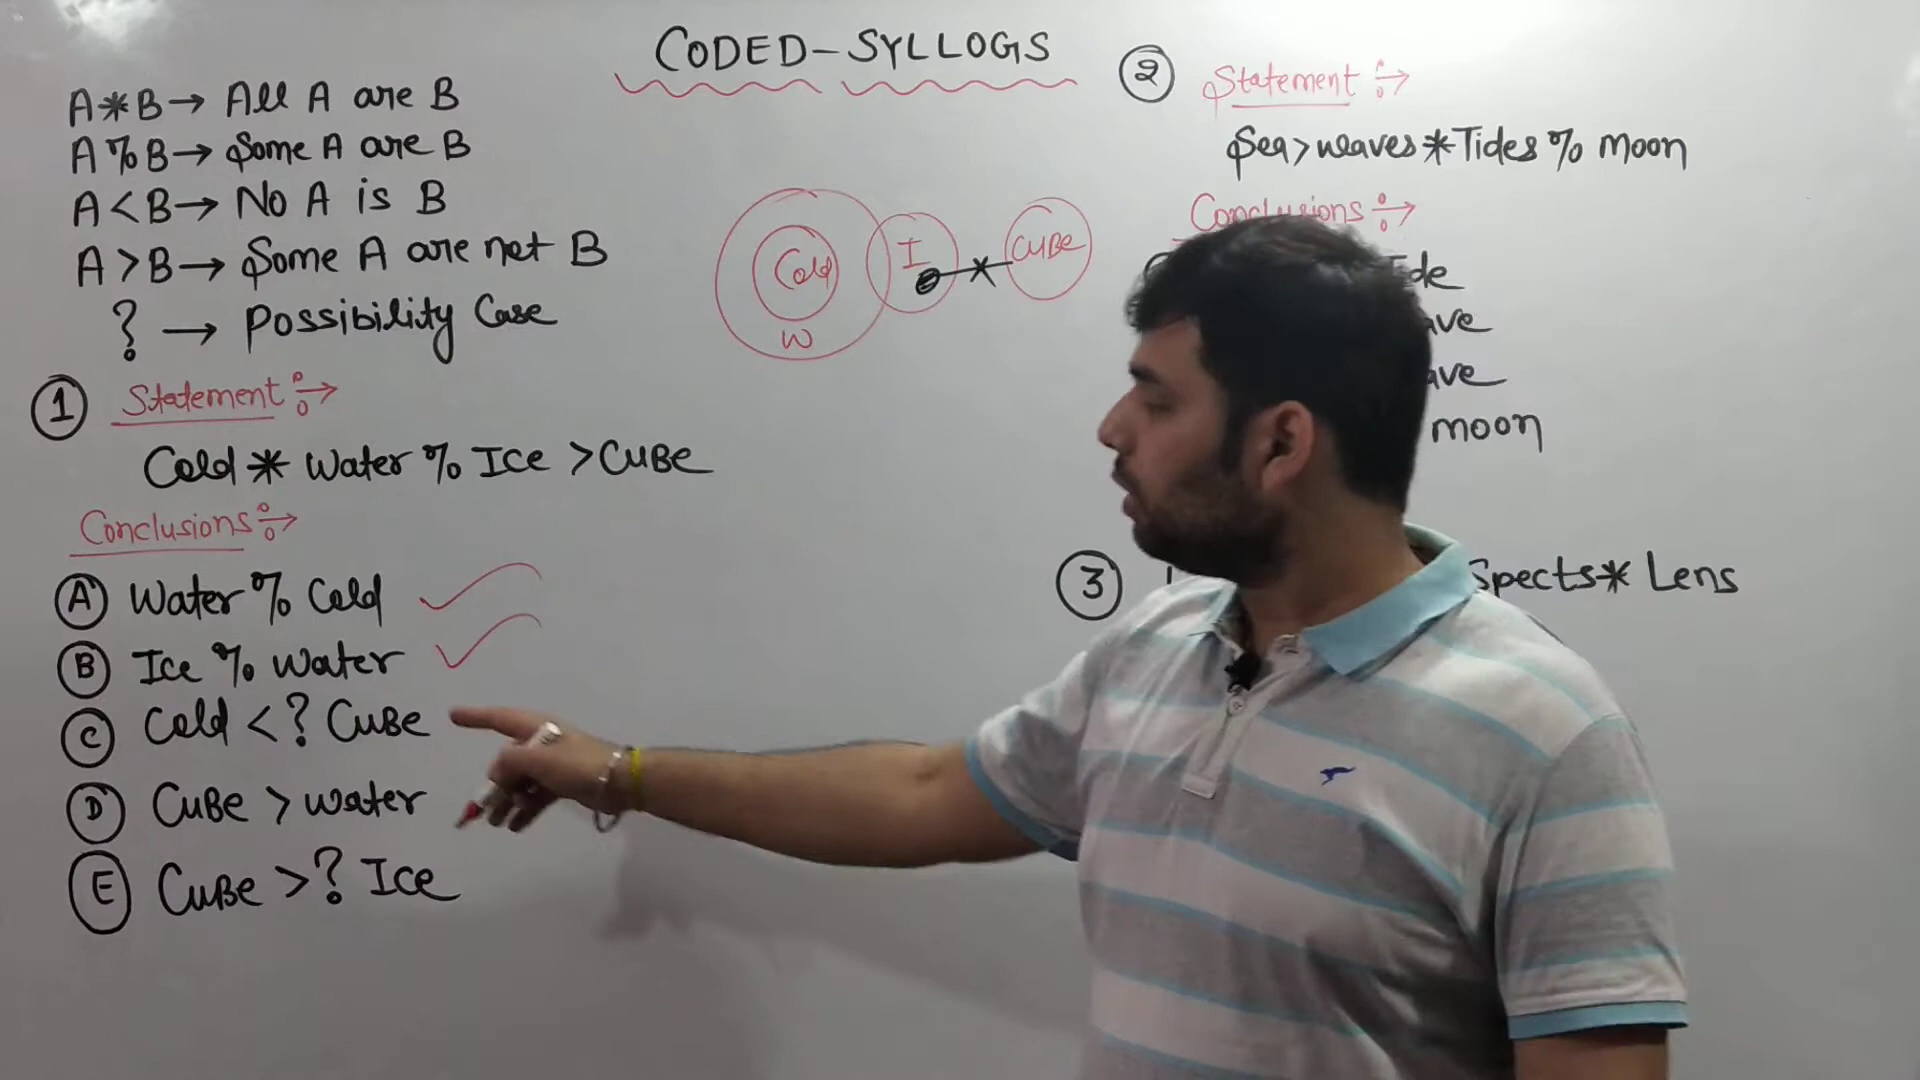 CODED-SYLLOGS
A*B→ All A are B
A%B→ Some A are B
A<B→ No A is B
A>B→ Some A are not B
? → Possibility Case
① Statement ÷→
Cold * Water % Ice > CuBe
Conclusions ÷→
Ⓐ Water % Cold
Ⓑ Ice % Water
Ⓒ Cold <? CuBe
Ⓓ CuBe > water
Ⓔ CuBe >? Ice
Cold
W
I
CuBe
② Statement ÷→
Sea > waves * Tides % moon
Conclusions ÷→
moon
③
Spects * Lens